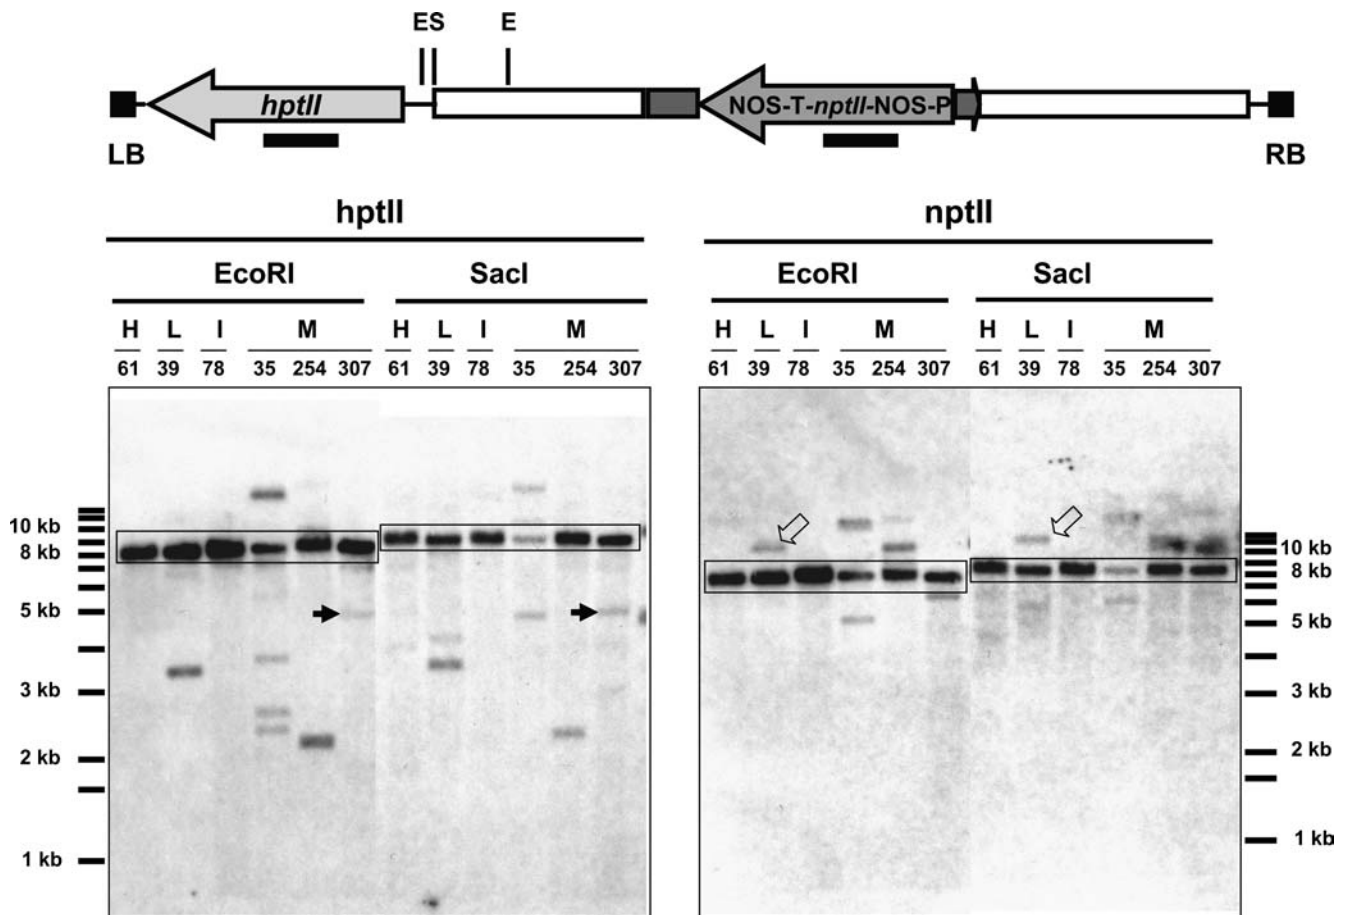 ES E
hptII NOS-T-nptII-NOS-P
LB RB
hptII nptII
EcoRI SacI EcoRI SacI
H L I M H L I M H L I M H L I M
61 39 78 35 254 307 61 39 78 35 254 307 61 39 78 35 254 307 61 39 78 35 254 307
10 kb 10 kb
8 kb 8 kb
5 kb 5 kb
3 kb 3 kb
2 kb 2 kb
1 kb 1 kb